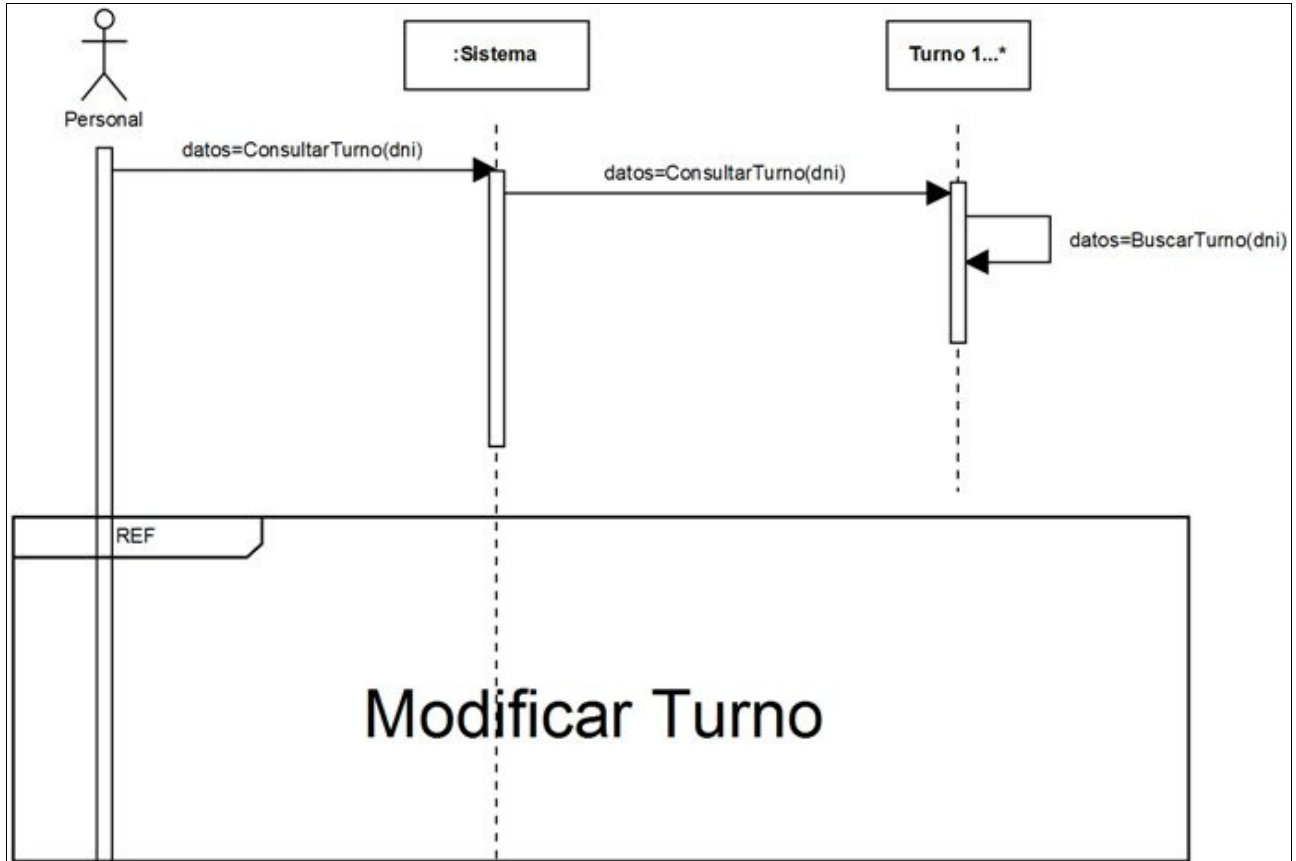 :Sistema
Turno 1...*
Personal
datos=ConsultarTurno(dni)
datos=ConsultarTurno(dni)
datos=BuscarTurno(dni)
REF
Modificar Turno